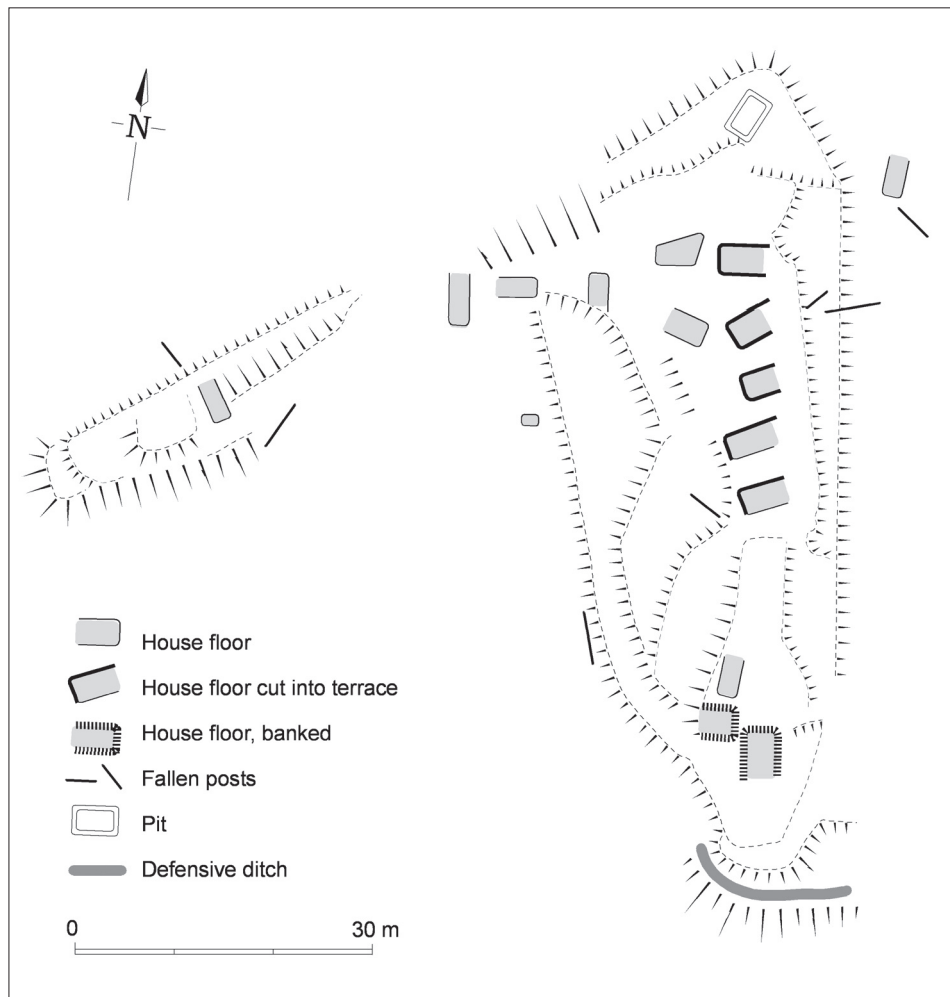 N
House floor
House floor cut into terrace
House floor, banked
Fallen posts
Pit
Defensive ditch
0 30 m